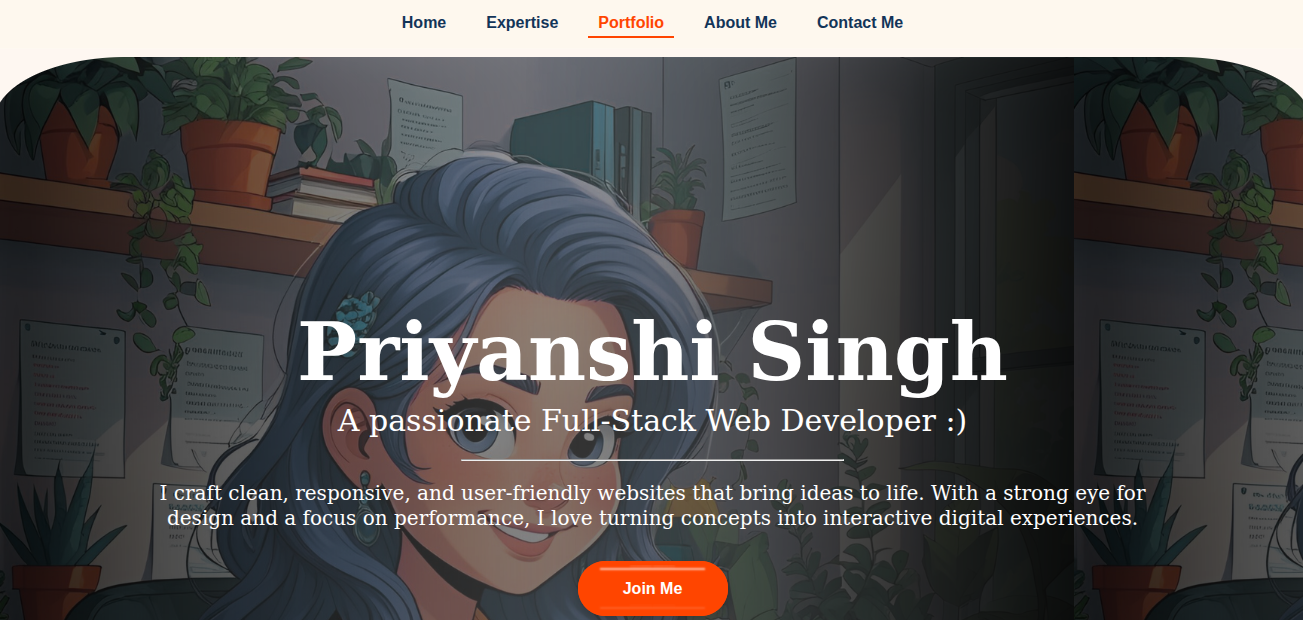 Home Expertise Portfolio About Me Contact Me
Priyanshi Singh
A passionate Full-Stack Web Developer :)
I craft clean, responsive, and user-friendly websites that bring ideas to life. With a strong eye for
design and a focus on performance, I love turning concepts into interactive digital experiences.
Join Me